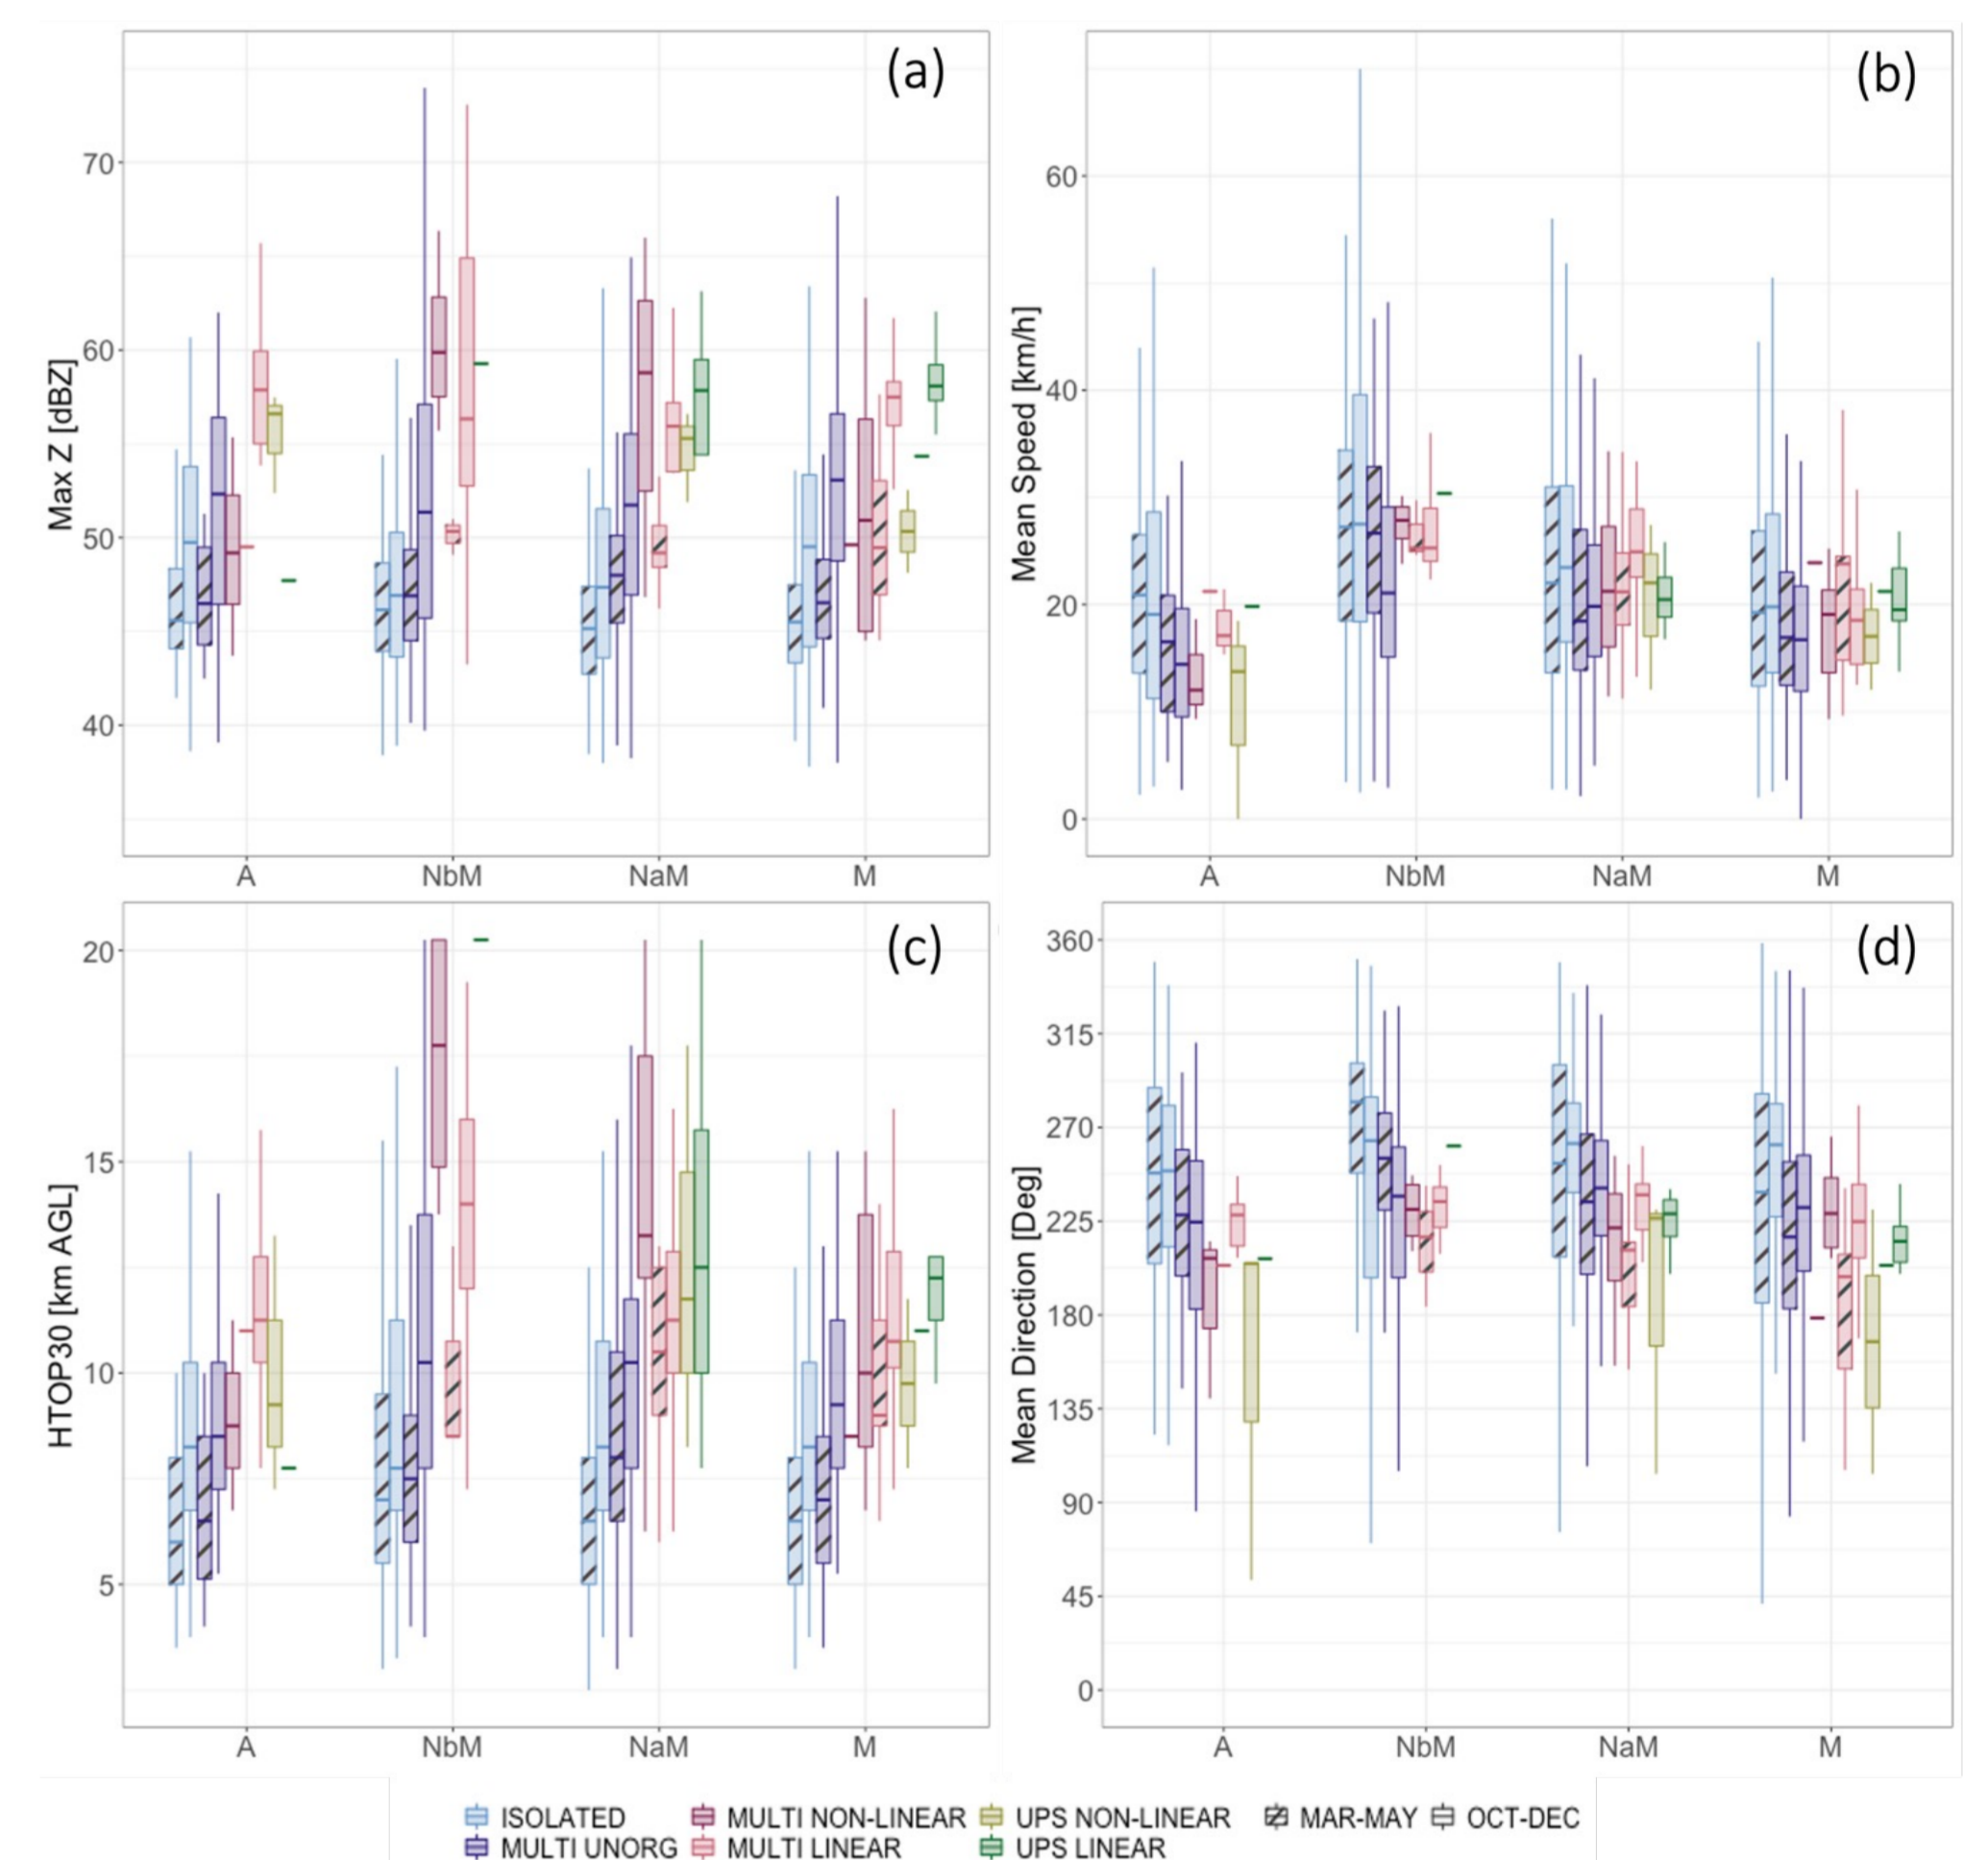 (a)
Max Z [dBZ]
70
60
50
40
A NbM NaM M
(b)
Mean Speed [km/h]
60
40
20
0
A NbM NaM M
(c)
HTOP30 [km AGL]
20
15
10
5
A NbM NaM M
(d)
Mean Direction [Deg]
360
315
270
225
180
135
90
45
0
A NbM NaM M
ISOLATED MULTI NON-LINEAR UPS NON-LINEAR MAR-MAY OCT-DEC
MULTI UNORG MULTI LINEAR UPS LINEAR